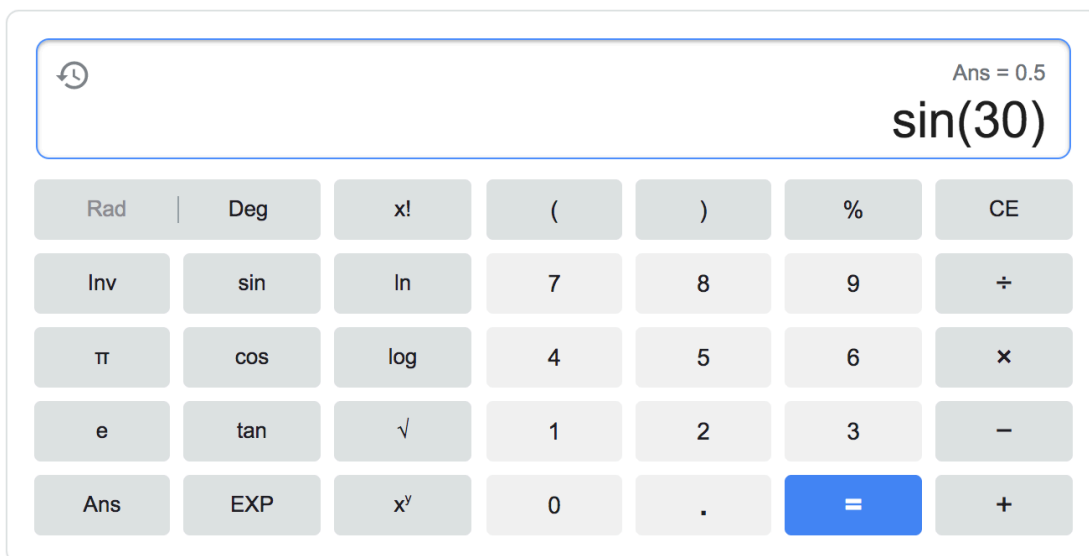 Ans = 0.5
sin(30)
Rad | Deg x! ( ) % CE
Inv sin ln 7 8 9 ÷
π cos log 4 5 6 ×
e tan √ 1 2 3 −
Ans EXP xʸ 0 . = +